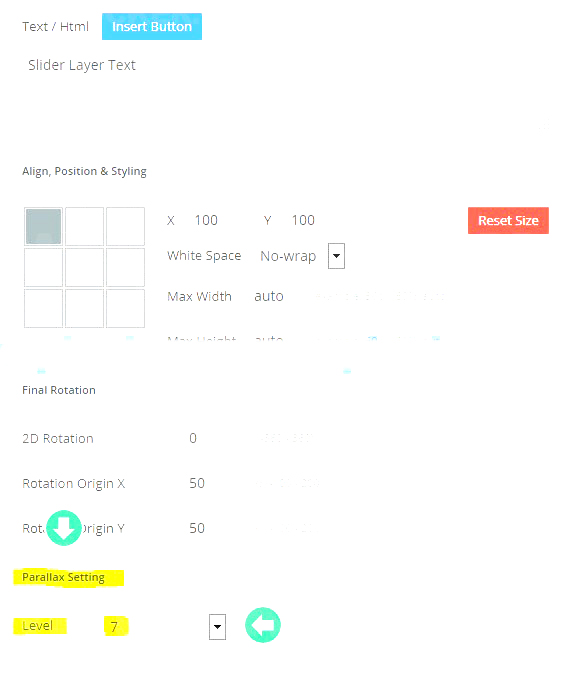 Text / Html Insert Button
Slider Layer Text
Align, Position & Styling
X 100 Y 100 Reset Size
White Space No-wrap
Max Width auto
Max Height auto
Final Rotation
2D Rotation 0
Rotation Origin X 50
Origin Y 50
Parallax Setting
Level 7